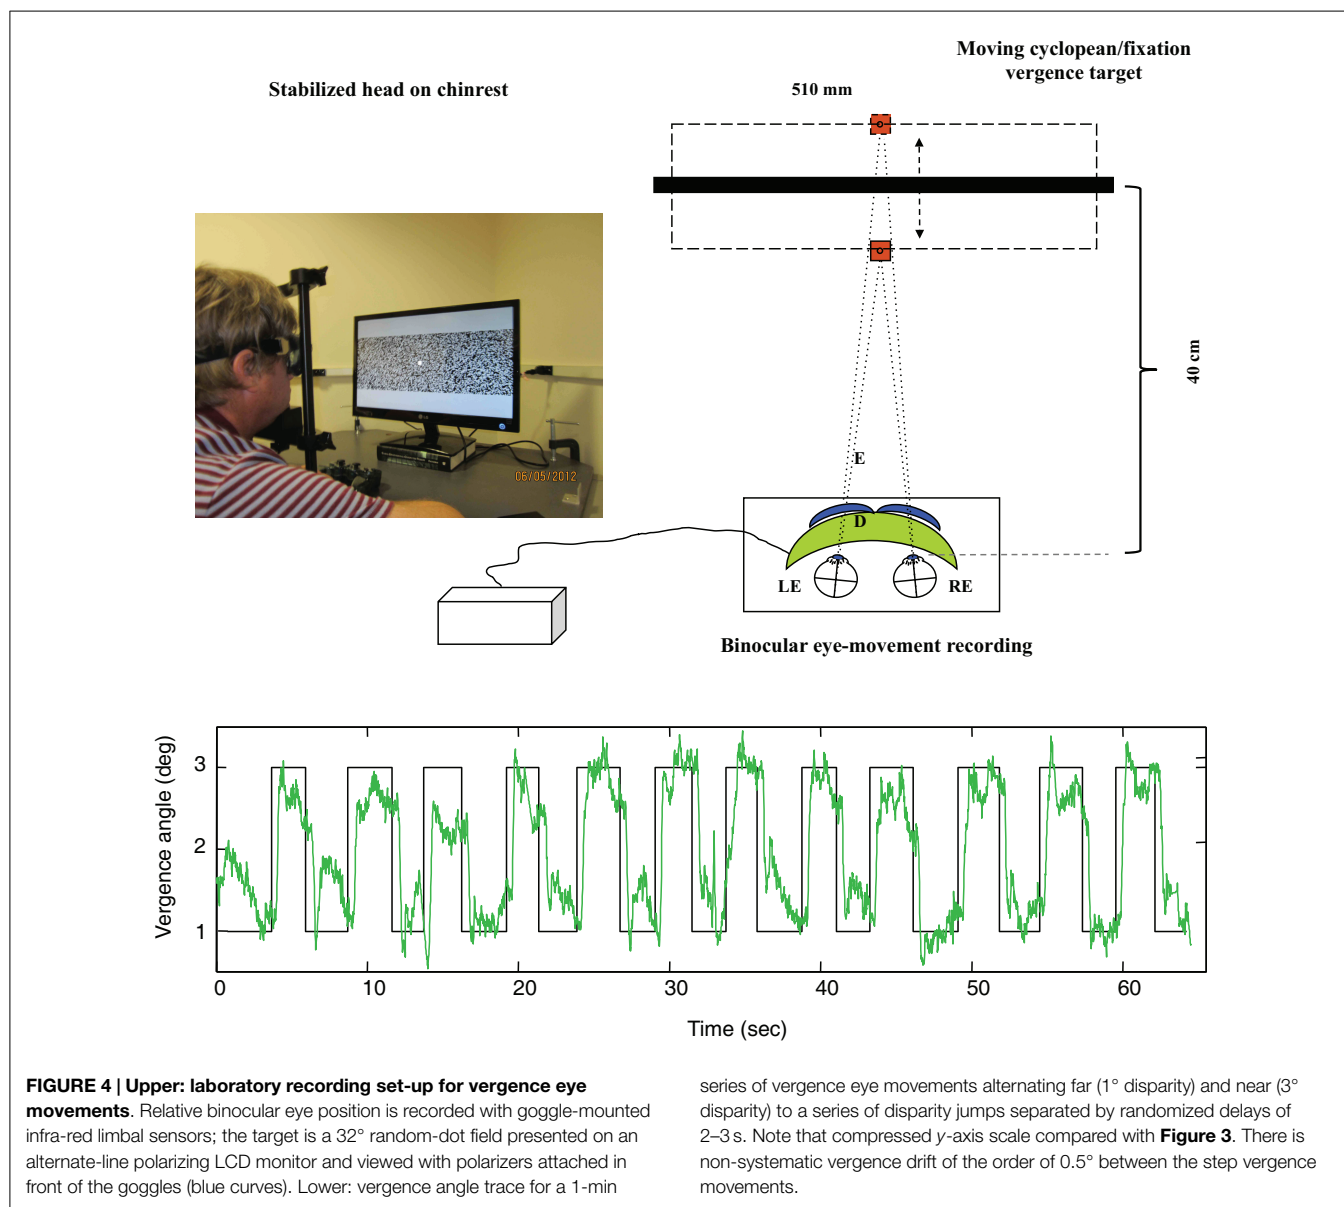 Moving cyclopean/fixation
vergence target
Stabilized head on chinrest
510 mm
40 cm
06/05/2012
E
D
LE
RE
Binocular eye-movement recording
Vergence angle (deg)
3
2
1
0 10 20 30 40 50 60
Time (sec)
FIGURE 4 | Upper: laboratory recording set-up for vergence eye
movements. Relative binocular eye position is recorded with goggle-mounted
infra-red limbal sensors; the target is a 32° random-dot field presented on an
alternate-line polarizing LCD monitor and viewed with polarizers attached in
front of the goggles (blue curves). Lower: vergence angle trace for a 1-min
series of vergence eye movements alternating far (1° disparity) and near (3°
disparity) to a series of disparity jumps separated by randomized delays of
2–3 s. Note that compressed y-axis scale compared with Figure 3. There is
non-systematic vergence drift of the order of 0.5° between the step vergence
movements.